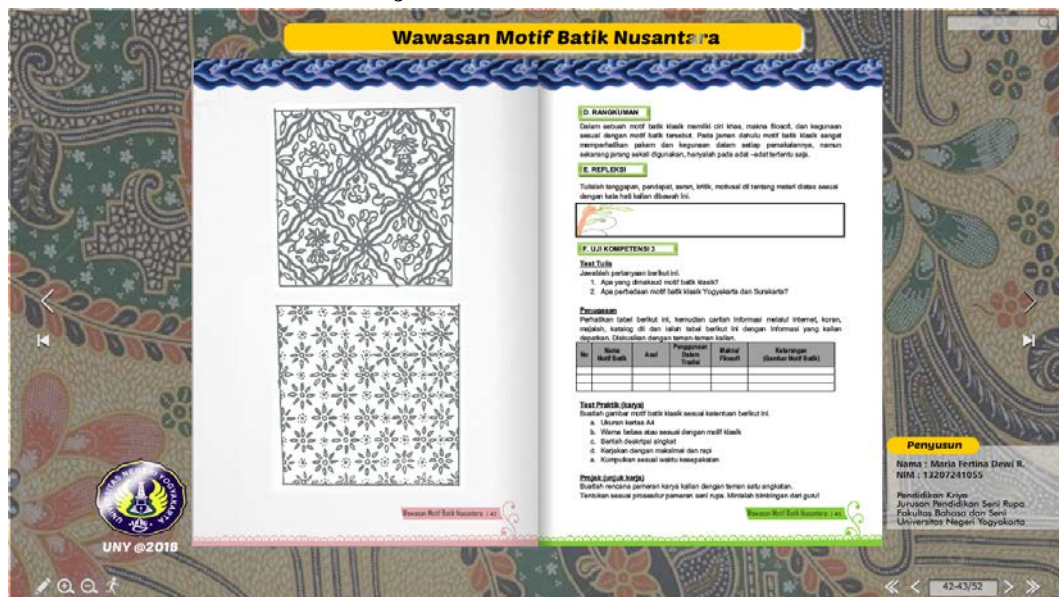 Wawasan Motif Batik Nusantara
D. RANGKUMAN
Dalam sebuah motif batik klasik memiliki ciri khas, makna filosofi, dan kegunaan
sesuai dengan motif batik tersebut. Pada jaman dahulu motif batik klasik sangat
memperhatikan pakem dan kegunaan dalam setiap pemakaiannya, namun
sekarang jarang sekali digunakan, hanyalah pada adat –adat tertentu saja.
E. REFLEKSI
Tulislah tanggapan, pendapat, saran, kritik, motivasi dll tentang materi diatas sesuai
dengan kata hati kalian dibawah ini.
F. UJI KOMPETENSI 3
Test Tulis
Jawablah pertanyaan berikut ini.
1. Apa yang dimaksud motif batik klasik?
2. Apa perbedaan motif batik klasik Yogyakarta dan Surakarta?
Penugasan
Perhatikan tabel berikut ini, kemudian carilah informasi melalui internet, koran,
majalah, katalog dll dan isilah tabel berikut ini dengan informasi yang kalian
dapatkan. Diskusikan dengan teman-teman kalian.
No Nama Motif Batik Asal Penggunaan Dalam Tradisi Makna/ Filosofi Keterangan (Gambar Motif Batik)
Test Praktik (karya)
Buatlah gambar motif batik klasik sesuai ketentuan berikut ini.
a. Ukuran kertas A4
b. Warna bebas atau sesuai dengan motif klasik
c. Berilah deskripsi singkat
d. Kerjakan dengan maksimal dan rapi
e. Kumpulkan sesuai waktu kesepakatan
Projek (unjuk kerja)
Buatlah rencana pameran karya kalian dengan teman satu angkatan.
Tentukan sesuai prosedur pameran seni rupa. Mintalah bimbingan dari guru!
Wawasan Motif Batik Nusantara | 42
Wawasan Motif Batik Nusantara | 43
Penyusun
Nama : Maria Fertina Dewi R.
NIM : 13207241055
Pendidikan Kriya
Jurusan Pendidikan Seni Rupa
Fakultas Bahasa dan Seni
Universitas Negeri Yogyakarta
UNIVERSITAS NEGERI YOGYAKARTA
UNY @2018
42-43/52